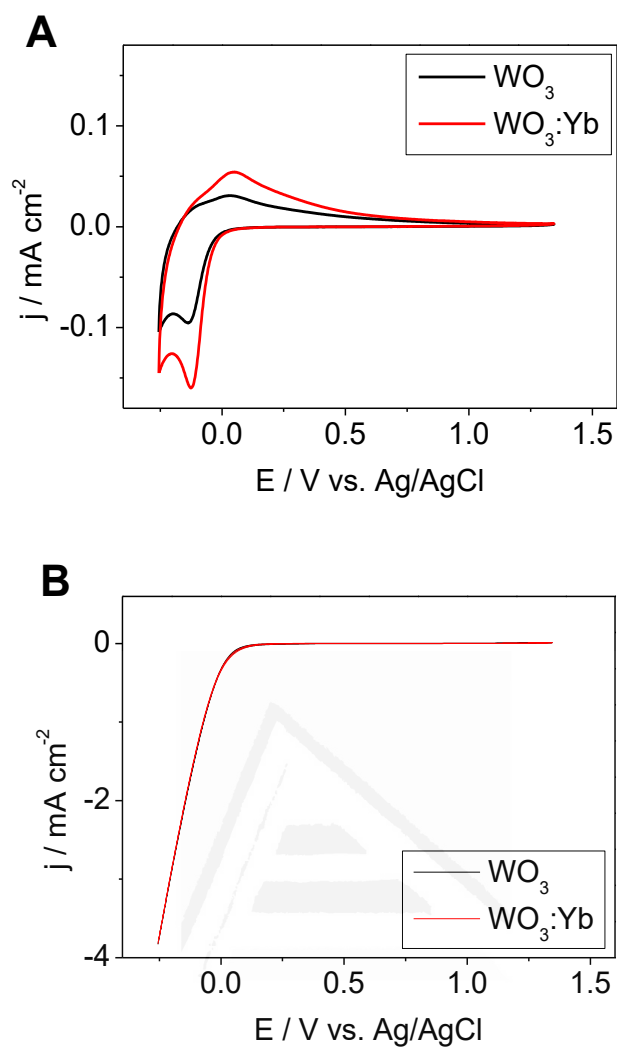 A
WO₃
WO₃:Yb
0.1
0.0
-0.1
j / mA cm⁻²
0.0 0.5 1.0 1.5
E / V vs. Ag/AgCl
B
0
-2
-4
j / mA cm⁻²
WO₃
WO₃:Yb
0.0 0.5 1.0 1.5
E / V vs. Ag/AgCl